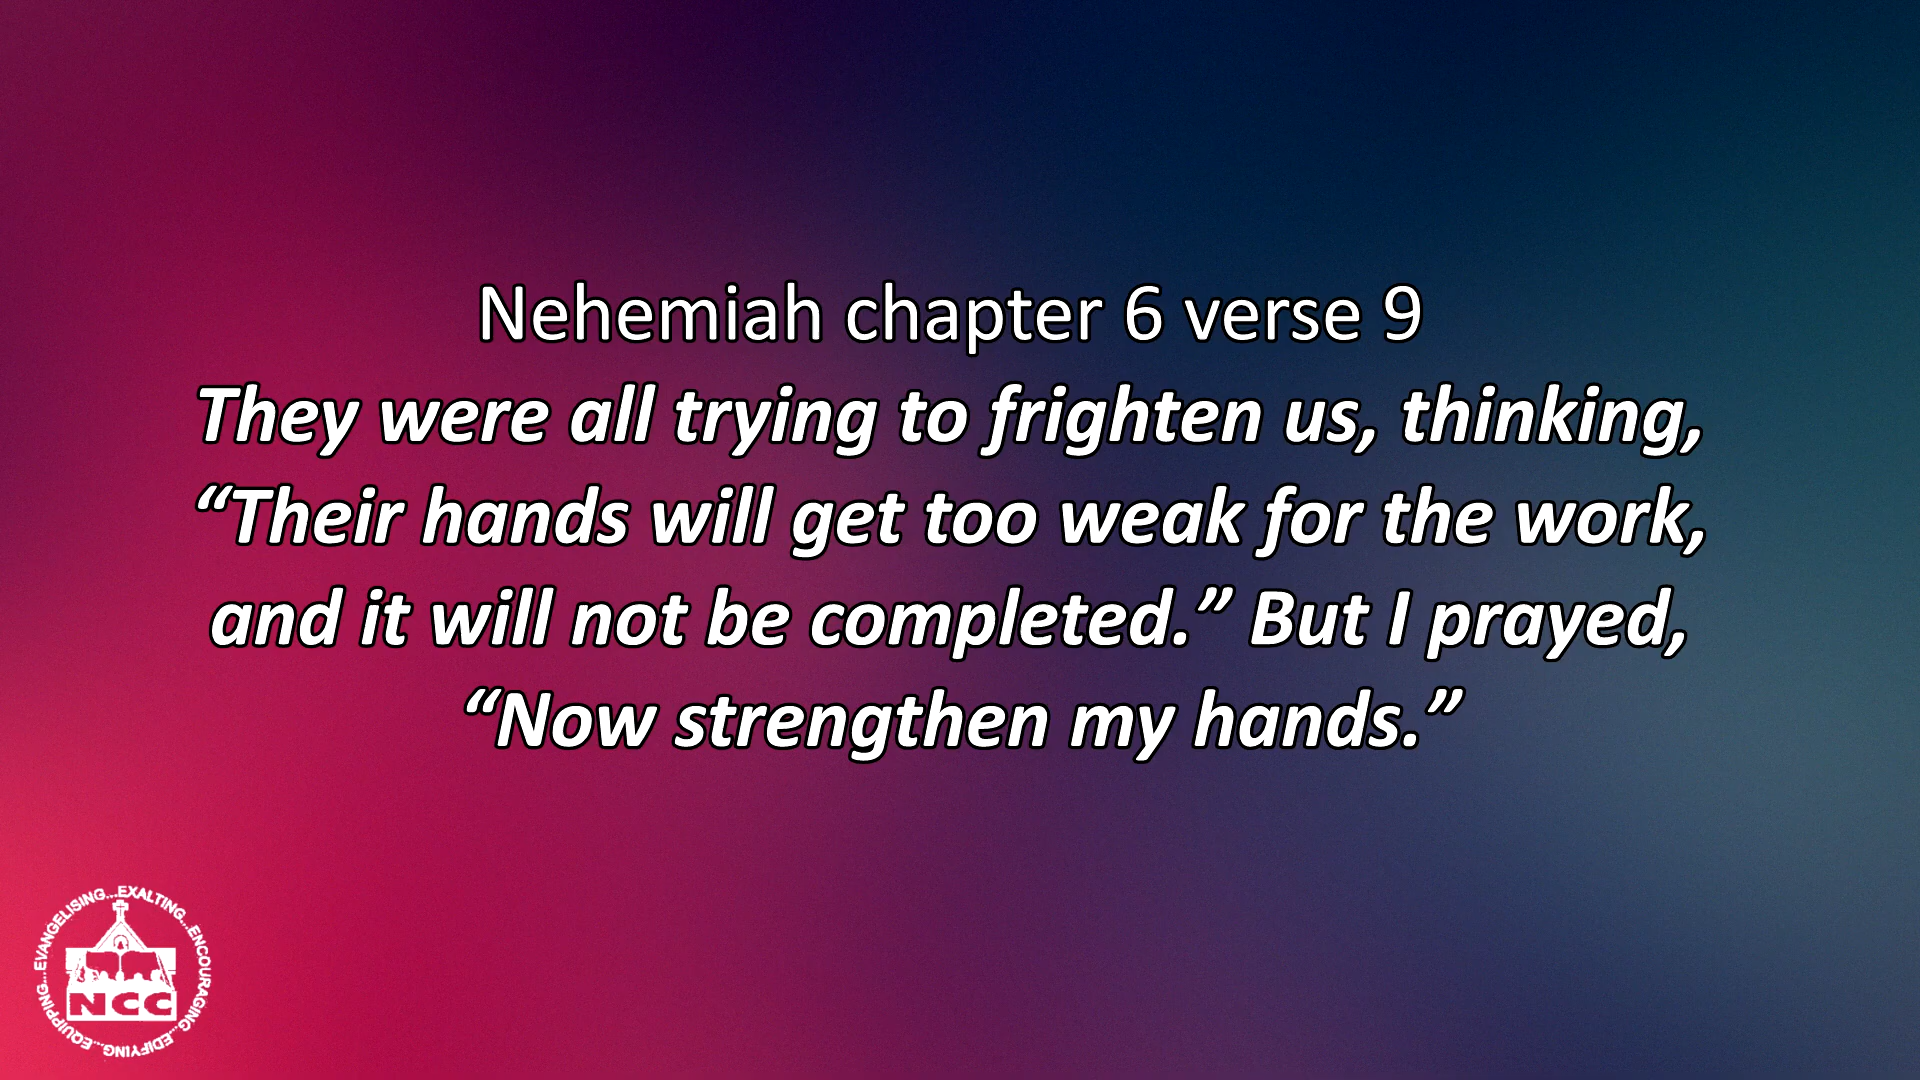 Nehemiah chapter 6 verse 9
They were all trying to frighten us, thinking,
“Their hands will get too weak for the work,
and it will not be completed.” But I prayed,
“Now strengthen my hands.”
EVANGELISING...EXALTING...ENCOURAGING...EDIFYING...EQUIPPING...
NCC